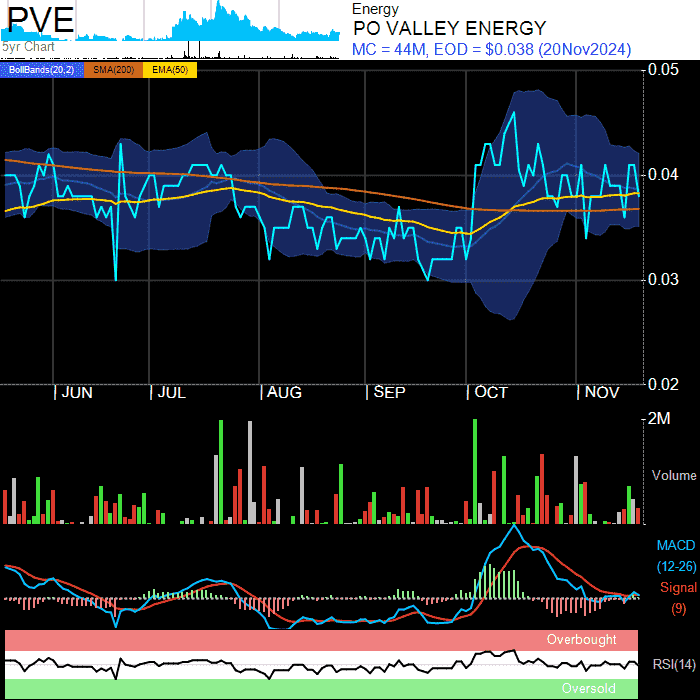 PVE
5yr Chart
Energy
PO VALLEY ENERGY
MC = 44M, EOD = $0.038 (20Nov2024)
BollBands(20,2) SMA(200) EMA(50)
0.05
0.04
0.03
0.02
JUN JUL AUG SEP OCT NOV
2M
Volume
MACD
(12-26)
Signal
(9)
Overbought
RSI(14)
Oversold